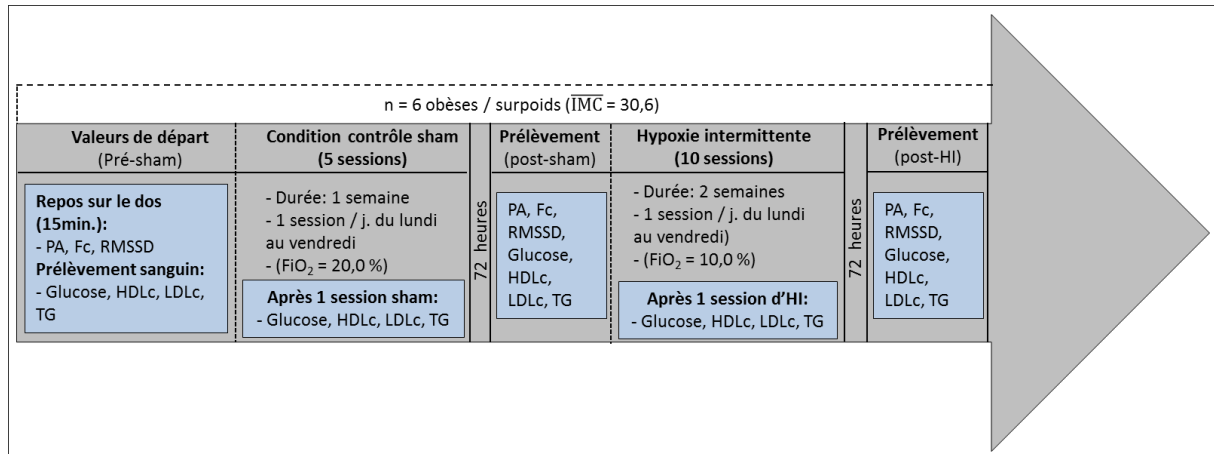 n = 6 obèses / surpoids (IMC = 30,6)
Valeurs de départ
(Pré-sham)
Repos sur le dos
(15min.):
- PA, Fc, RMSSD
Prélèvement sanguin:
- Glucose, HDLc, LDLc,
TG
Condition contrôle sham
(5 sessions)
- Durée: 1 semaine
- 1 session / j. du lundi
au vendredi
- (FiO₂ = 20,0 %)
Après 1 session sham:
- Glucose, HDLc, LDLc, TG
72 heures
Prélèvement
(post-sham)
PA, Fc,
RMSSD,
Glucose,
HDLc,
LDLc, TG
Hypoxie intermittente
(10 sessions)
- Durée: 2 semaines
- 1 session / j. du lundi
au vendredi)
- (FiO₂ = 10,0 %)
Après 1 session d’HI:
- Glucose, HDLc, LDLc, TG
72 heures
Prélèvement
(post-HI)
PA, Fc,
RMSSD,
Glucose,
HDLc,
LDLc, TG